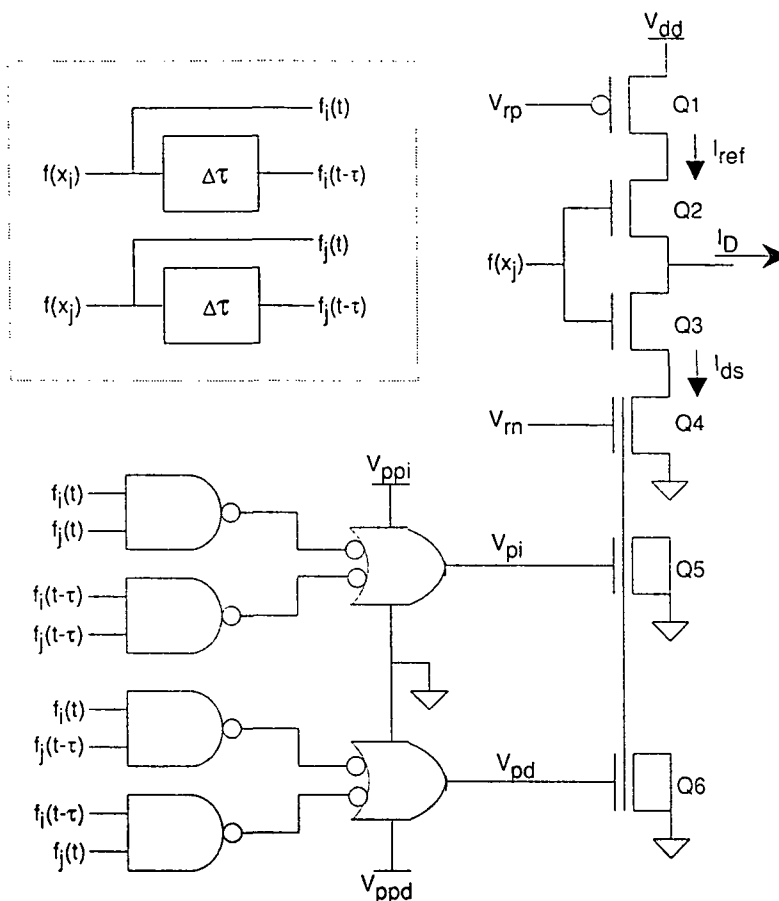 V_dd
f_i(t)
f(x_i)
Δτ
f_i(t-τ)
f_j(t)
f(x_j)
Δτ
f_j(t-τ)
V_rp
Q1
I_ref
Q2
f(x_j)
I_D
Q3
I_ds
V_rn
Q4
V_ppi
f_i(t)
f_j(t)
V_pi
f_i(t-τ)
f_j(t-τ)
Q5
f_i(t)
f_j(t-τ)
V_pd
Q6
f_i(t-τ)
f_j(t)
V_ppd